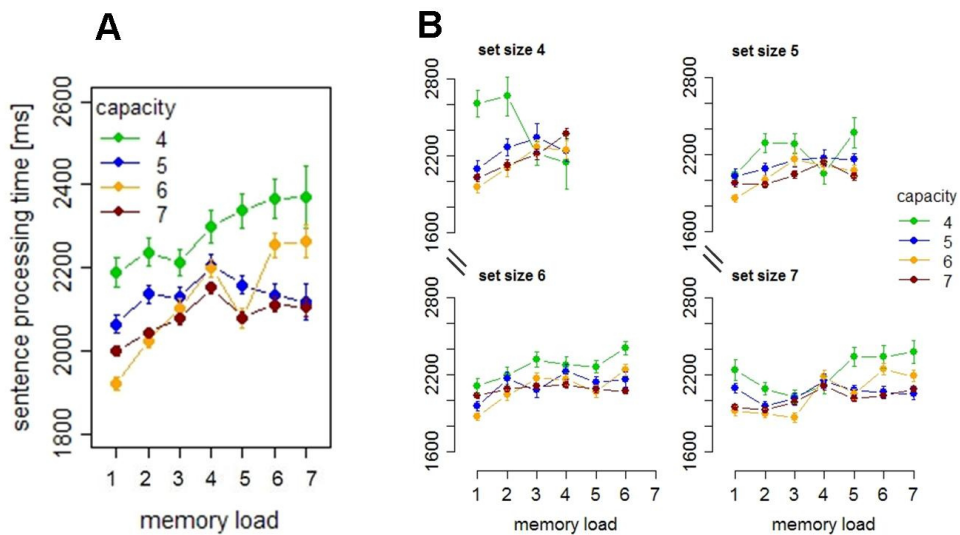 A
sentence processing time [ms]
2600
2400
2200
2000
1800
capacity
4
5
6
7
1 2 3 4 5 6 7
memory load
B
set size 4
2800
2200
1600
set size 5
2800
2200
1600
capacity
4
5
6
7
set size 6
2800
2200
1600
1 2 3 4 5 6 7
memory load
set size 7
2800
2200
1600
1 2 3 4 5 6 7
memory load